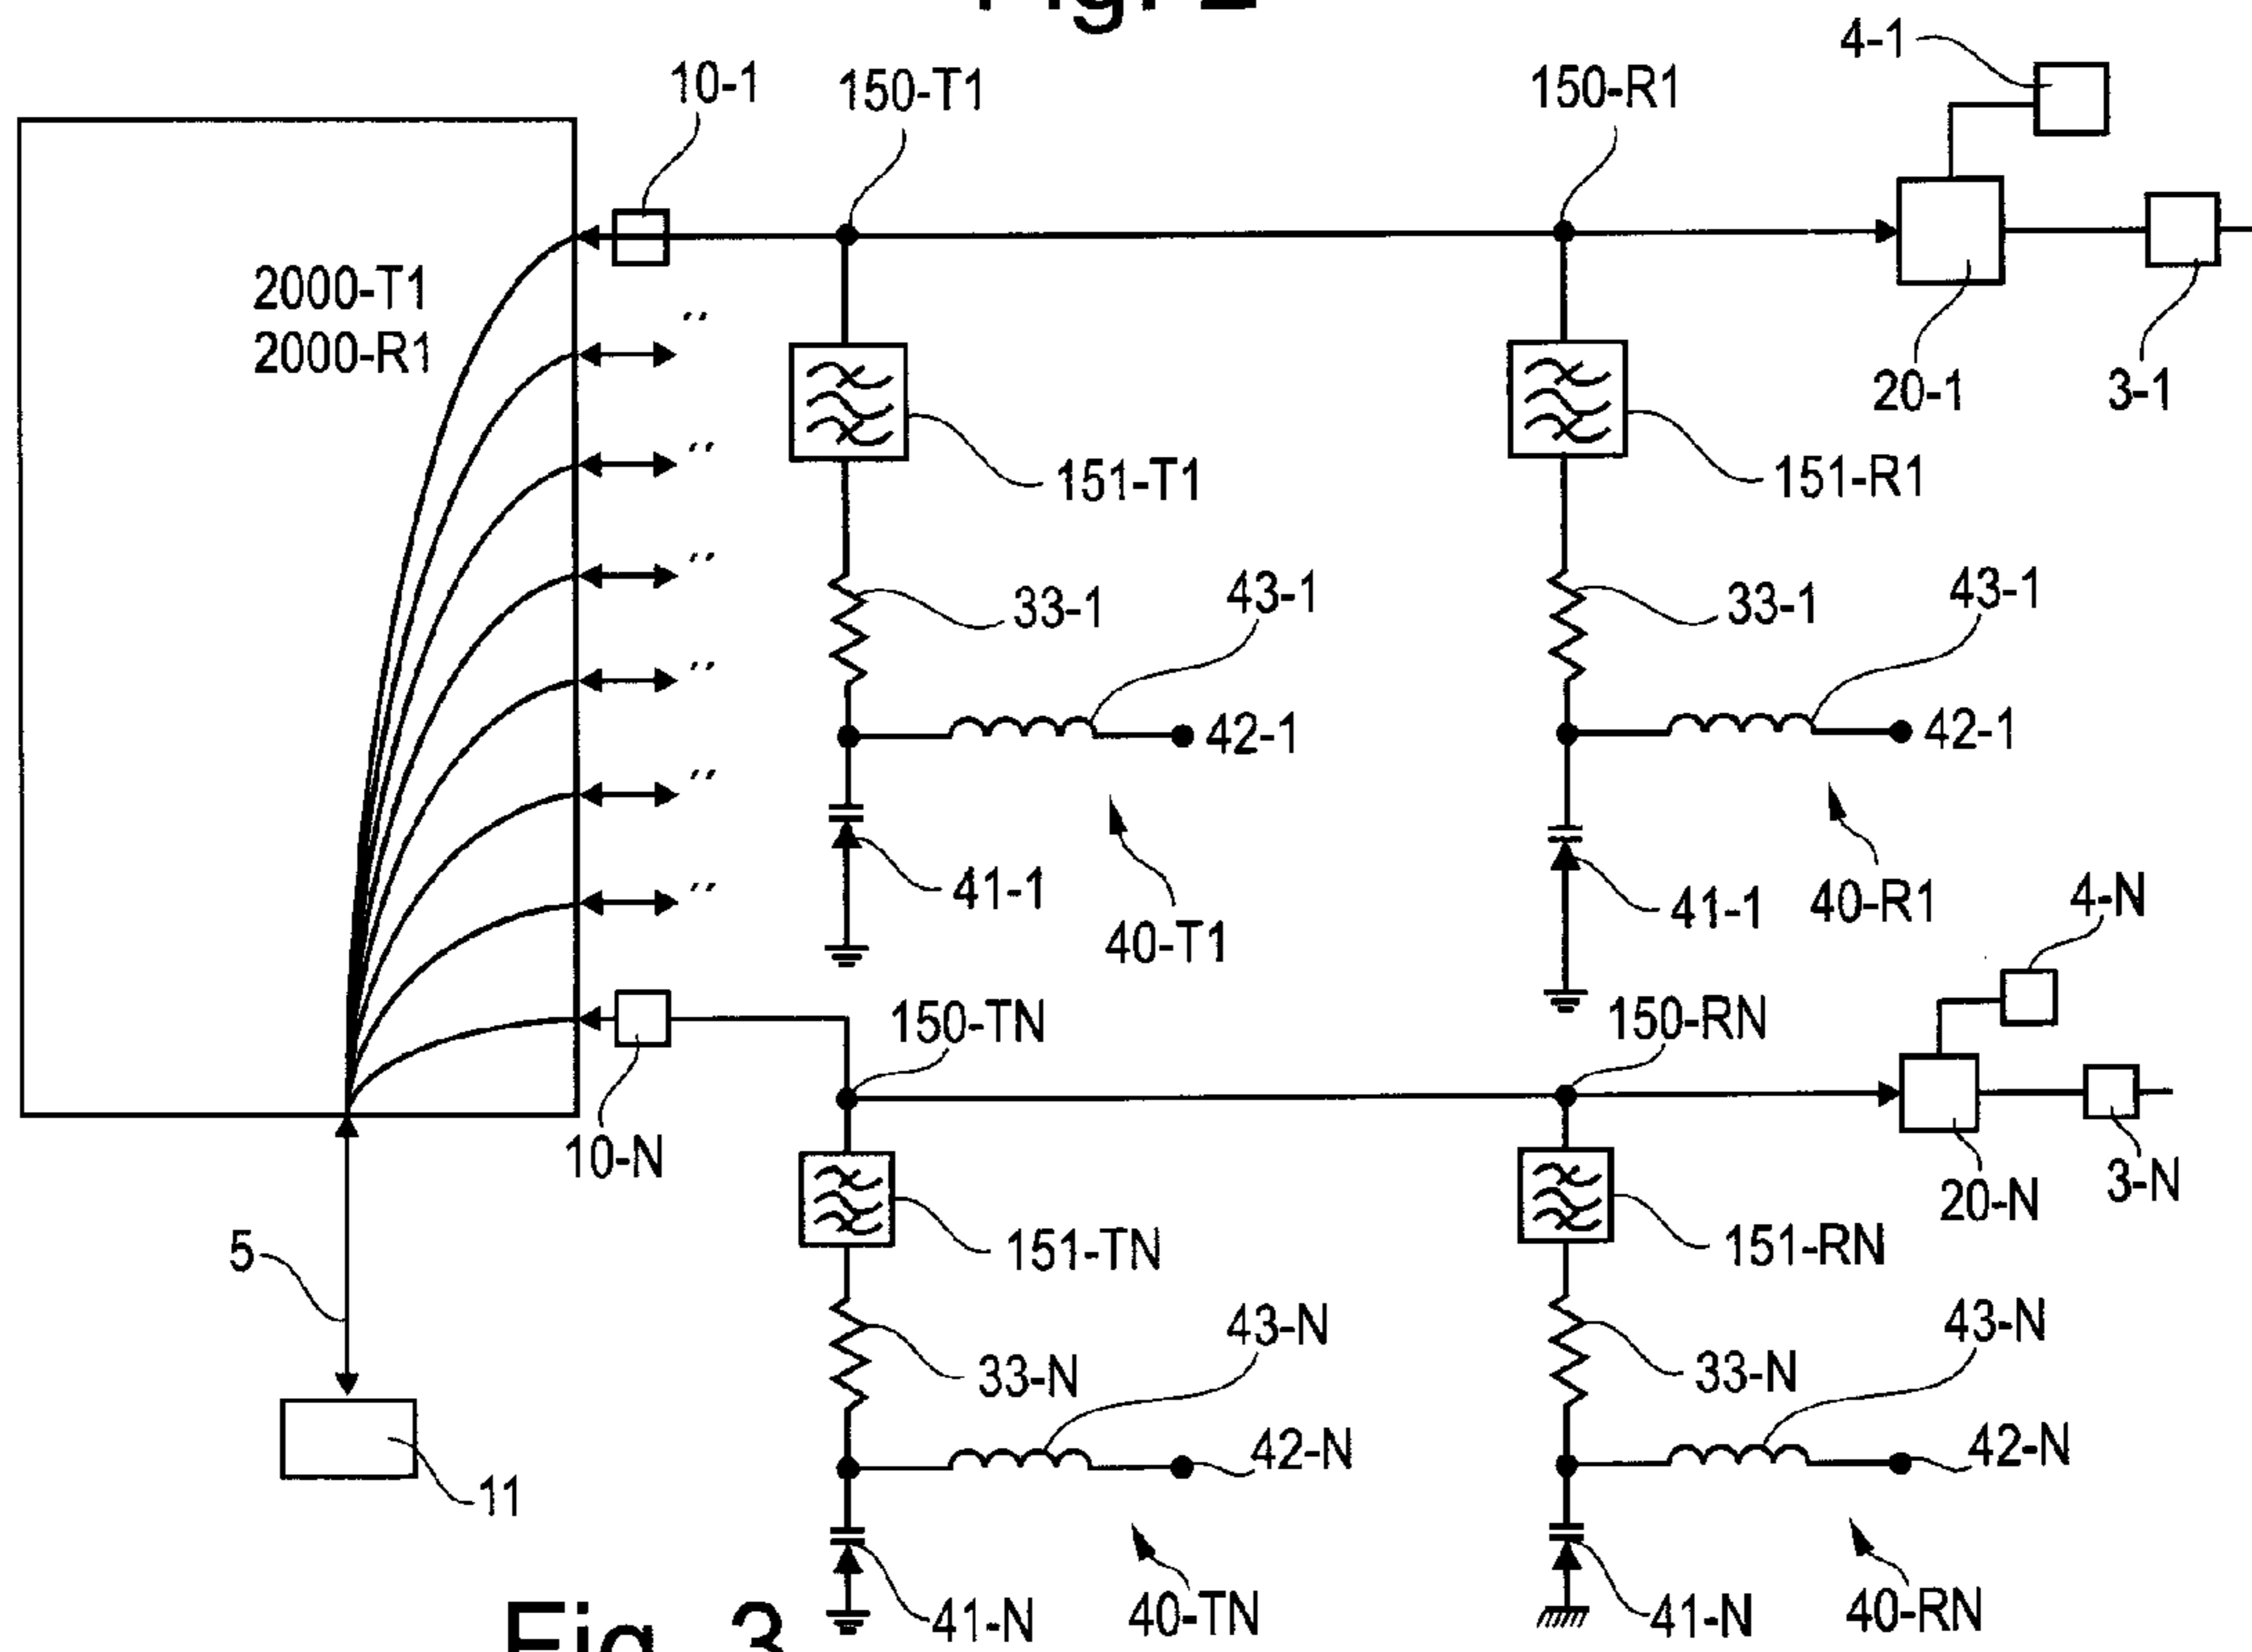 Fig. 2
4-1
10-1
150-T1
150-R1
2000-T1
2000-R1
20-1
3-1
"
"
"
"
"
"
151-T1
151-R1
33-1
43-1
33-1
43-1
42-1
42-1
41-1
40-T1
41-1
40-R1
4-N
150-TN
150-RN
10-N
20-N
3-N
5
151-TN
151-RN
33-N
43-N
33-N
43-N
42-N
42-N
11
41-N
40-TN
41-N
40-RN
Fig. 3